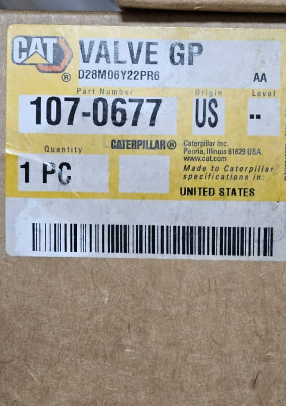 CAT VALVE GP
® D28M06Y22PR6 AA
Part Number Origin Level
107-0677 US --
Quantity CATERPILLAR® Caterpillar Inc.
Peoria, Illinois 61629 USA
www.cat.com
1 PC Made to Caterpillar
specifications in:
UNITED STATES